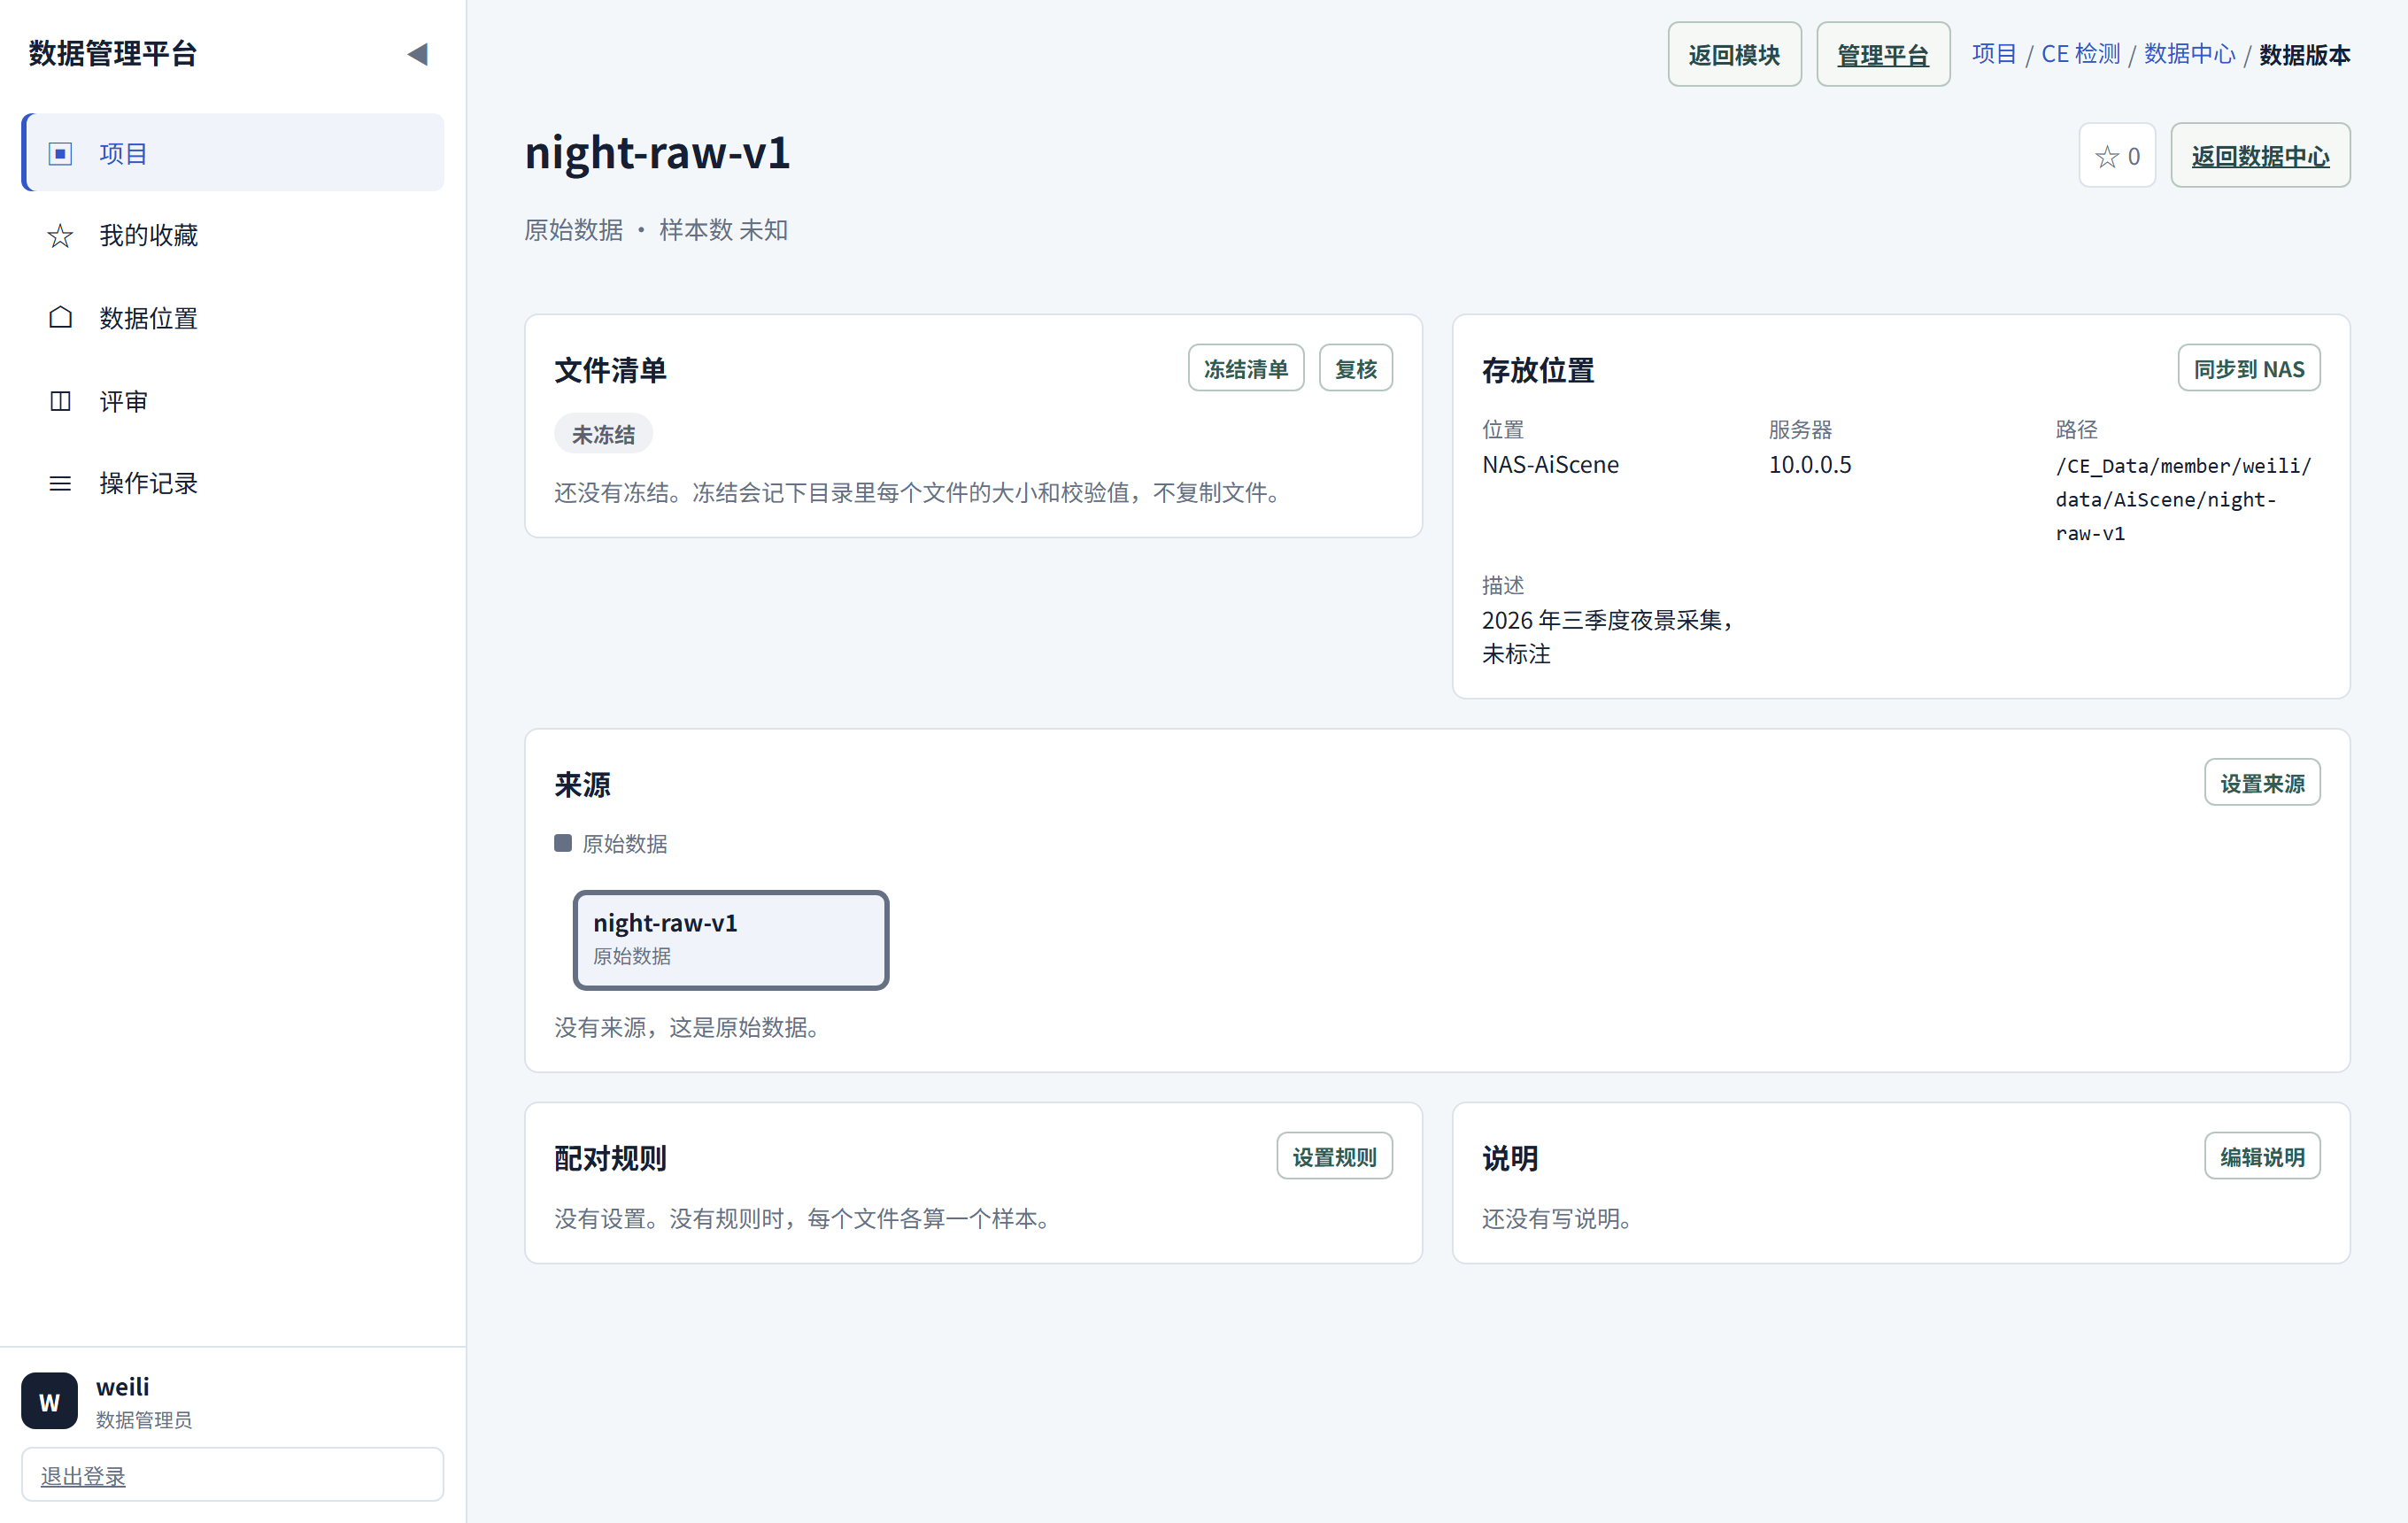 数据管理平台
项目
我的收藏
数据位置
评审
操作记录
W
weili
数据管理员
退出登录
返回模块
管理平台
项目 / CE 检测 / 数据中心 / 数据版本
night-raw-v1
☆ 0
返回数据中心
原始数据 · 样本数 未知
文件清单
冻结清单
复核
未冻结
还没有冻结。冻结会记下目录里每个文件的大小和校验值，不复制文件。
存放位置
同步到 NAS
位置
NAS-AiScene
服务器
10.0.0.5
路径
/CE_Data/member/weili/
data/AiScene/night-
raw-v1
描述
2026 年三季度夜景采集，
未标注
来源
设置来源
原始数据
night-raw-v1
原始数据
没有来源，这是原始数据。
配对规则
设置规则
没有设置。没有规则时，每个文件各算一个样本。
说明
编辑说明
还没有写说明。